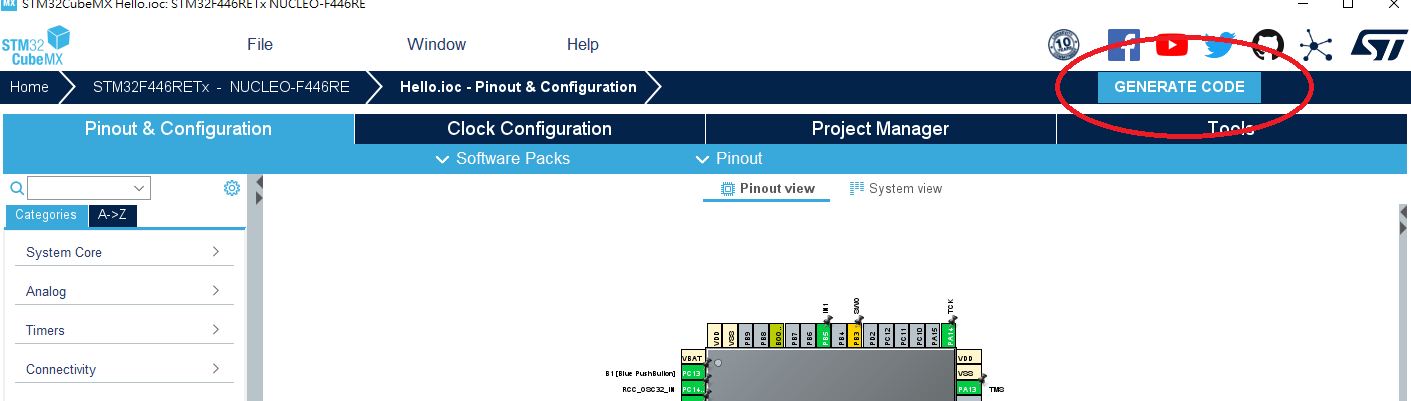 MX STM32CubeMX Hello.ioc: STM32F446RETx NUCLEO-F446RE
STM32
CubeMX
File Window Help
10
Home STM32F446RETx - NUCLEO-F446RE Hello.ioc - Pinout & Configuration GENERATE CODE
Pinout & Configuration Clock Configuration Project Manager Tools
Software Packs Pinout
Pinout view System view
Categories A->Z
System Core
Analog
Timers
Connectivity
IN1 SWO TCK
VDD VSS PB9 PB8 BOO.. PB7 PB6 PB5 PB4 PB3 PD2 PC12 PC11 PC10 PA15 PA14
VBAT VDD
B1 [Blue PushButton] PC13 VSS
RCC_OSC32_IN PC14.. PA13 TMS